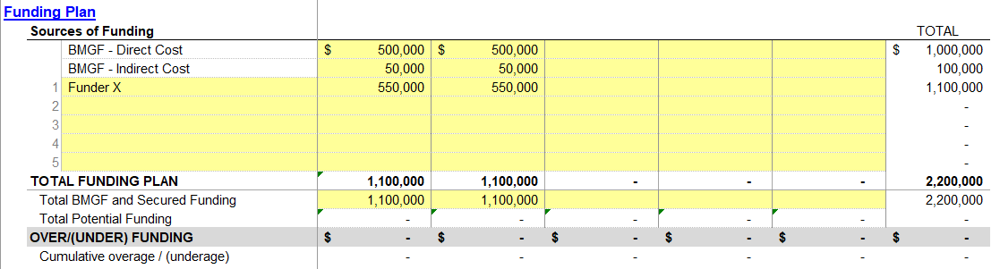 Funding Plan
Sources of Funding TOTAL
BMGF - Direct Cost $ 500,000 $ 500,000 $ 1,000,000
BMGF - Indirect Cost 50,000 50,000 100,000
1 Funder X 550,000 550,000 1,100,000
2 -
3 -
4 -
5 -
TOTAL FUNDING PLAN 1,100,000 1,100,000 - - - 2,200,000
Total BMGF and Secured Funding 1,100,000 1,100,000 2,200,000
Total Potential Funding - - - - - -
OVER/(UNDER) FUNDING $ - $ - $ - $ - $ - $ -
Cumulative overage / (underage) - - - - - -